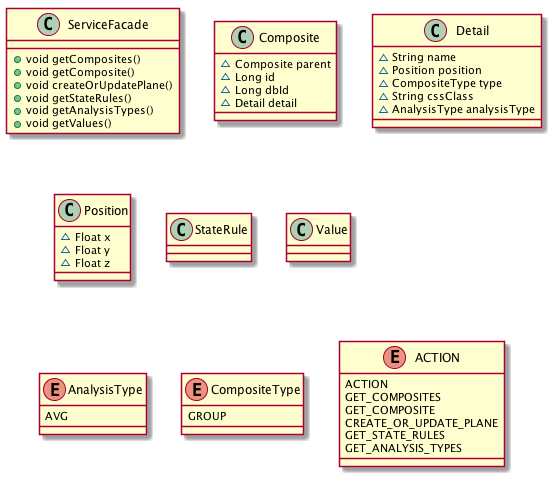 C ServiceFacade
void getComposites()
void getComposite()
void createOrUpdatePlane()
void getStateRules()
void getAnalysisTypes()
void getValues()
C Composite
Composite parent
Long id
Long dbId
Detail detail
C Detail
String name
Position position
CompositeType type
String cssClass
AnalysisType analysisType
C Position
Float x
Float y
Float z
C StateRule
C Value
E AnalysisType
AVG
E CompositeType
GROUP
E ACTION
ACTION
GET_COMPOSITES
GET_COMPOSITE
CREATE_OR_UPDATE_PLANE
GET_STATE_RULES
GET_ANALYSIS_TYPES